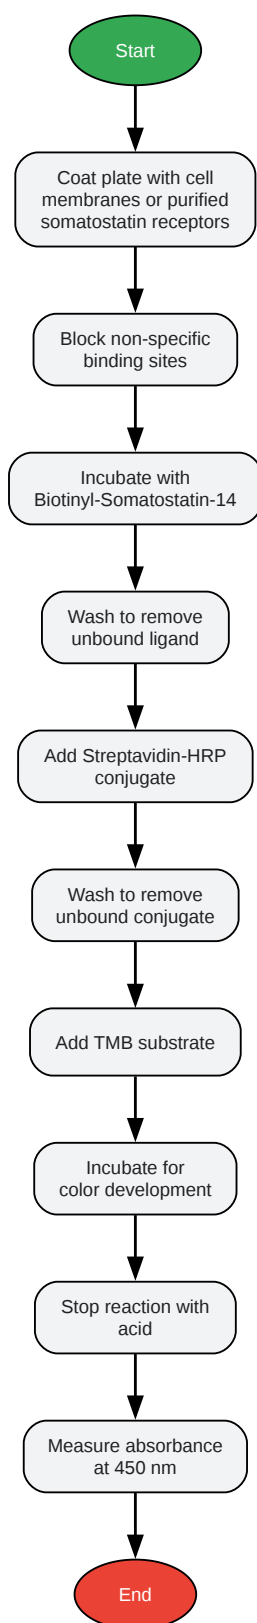 Start
Coat plate with cell
membranes or purified
somatostatin receptors
Block non-specific
binding sites
Incubate with
Biotinyl-Somatostatin-14
Wash to remove
unbound ligand
Add Streptavidin-HRP
conjugate
Wash to remove
unbound conjugate
Add TMB substrate
Incubate for
color development
Stop reaction with
acid
Measure absorbance
at 450 nm
End